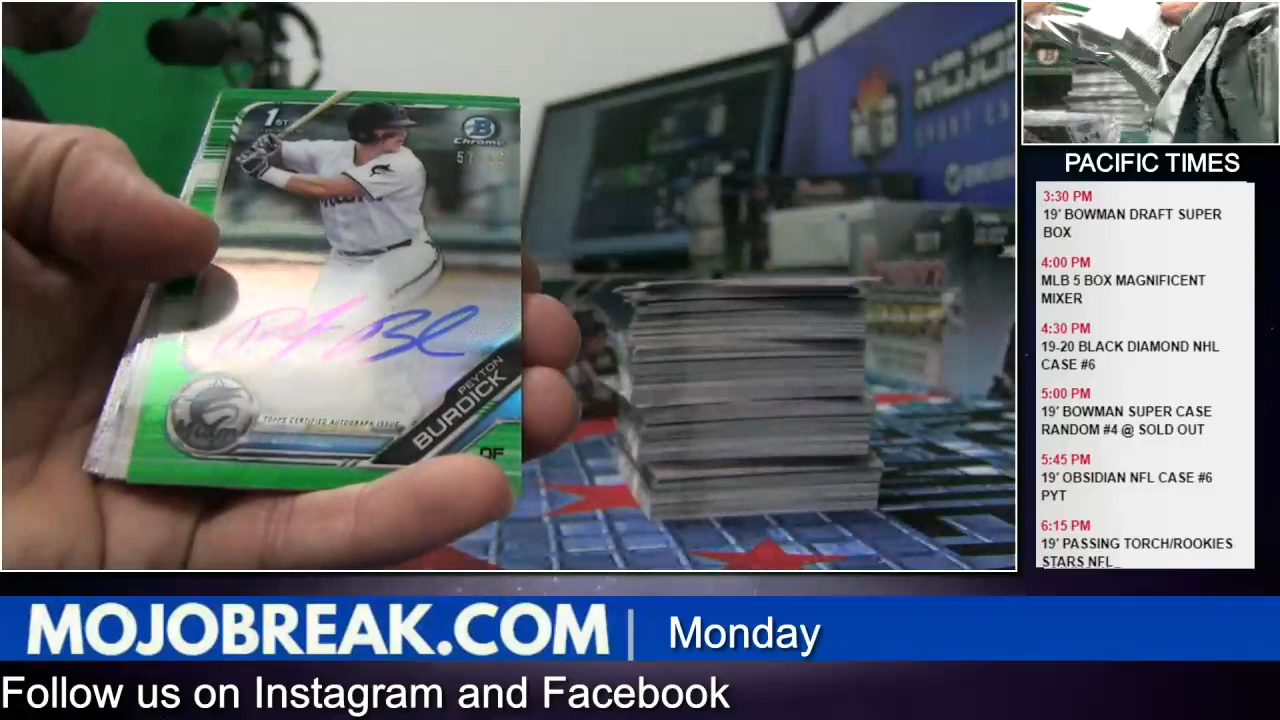 1ST
B
Chrome
PEYTON
BURDICK
OF
TOPPS CERTIFIED AUTOGRAPH ISSUE
PACIFIC TIMES
3:30 PM
19' BOWMAN DRAFT SUPER
BOX
4:00 PM
MLB 5 BOX MAGNIFICENT
MIXER
4:30 PM
19-20 BLACK DIAMOND NHL
CASE #6
5:00 PM
19' BOWMAN SUPER CASE
RANDOM #4 @ SOLD OUT
5:45 PM
19' OBSIDIAN NFL CASE #6
PYT
6:15 PM
19' PASSING TORCH/ROOKIES
STARS NFL_
MOJOBREAK.COM | Monday
Follow us on Instagram and Facebook